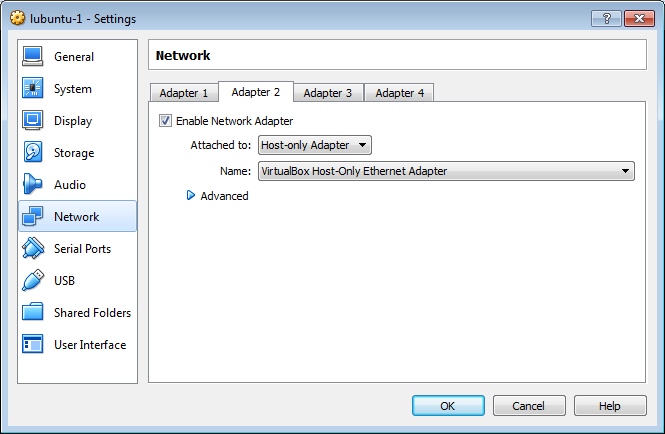 lubuntu-1 - Settings
General
System
Display
Storage
Audio
Network
Serial Ports
USB
Shared Folders
User Interface
Network
Adapter 1 Adapter 2 Adapter 3 Adapter 4
Enable Network Adapter
Attached to: Host-only Adapter
Name: VirtualBox Host-Only Ethernet Adapter
Advanced
OK Cancel Help